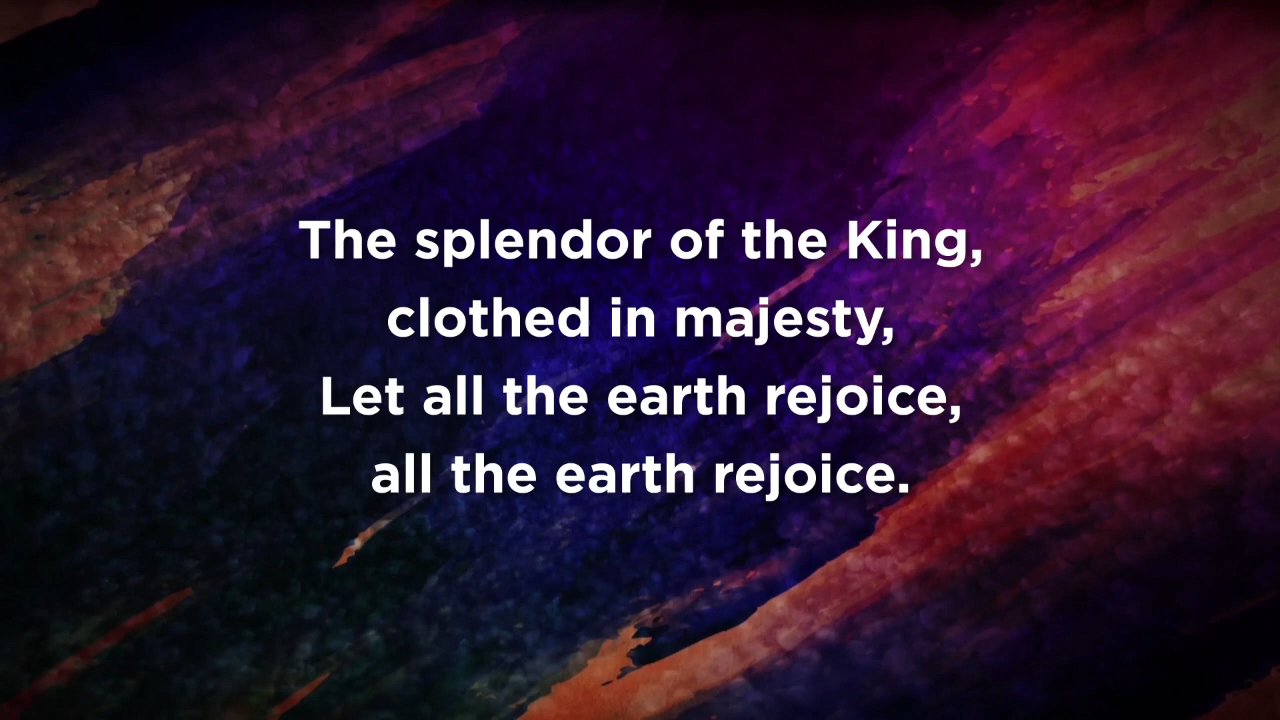 The splendor of the King,
clothed in majesty,
Let all the earth rejoice,
all the earth rejoice.